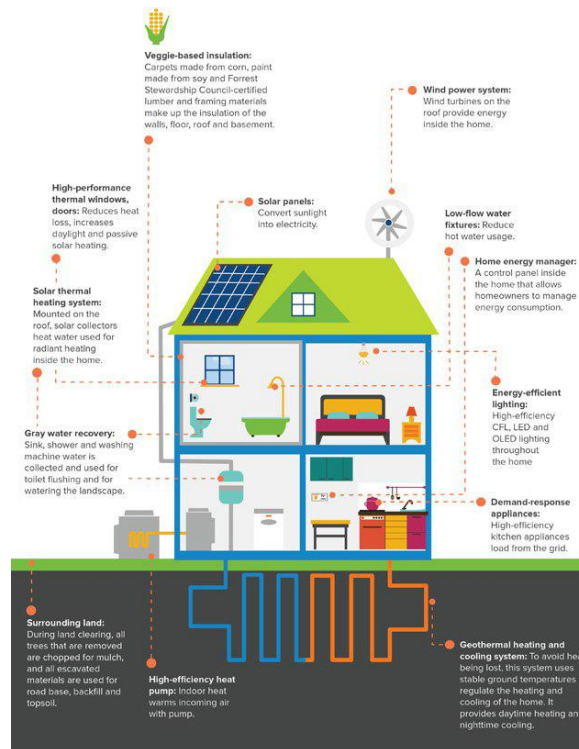 Veggie-based insulation:
Carpets made from corn, paint
made from soy and Forrest
Stewardship Council-certified
lumber and framing materials
make up the insulation of the
walls, floor, roof and basement.
Wind power system:
Wind turbines on the
roof provide energy
inside the home.
High-performance
thermal windows,
doors: Reduces heat
loss, increases
daylight and passive
solar heating.
Solar panels:
Convert sunlight
into electricity.
Low-flow water
fixtures: Reduce
hot water usage.
Home energy manager:
A control panel inside
the home that allows
homeowners to manage
energy consumption.
Solar thermal
heating system:
Mounted on the
roof, solar collectors
heat water used for
radiant heating
inside the home.
Energy-efficient
lighting:
High-efficiency
CFL, LED and
OLED lighting
throughout
the home
Gray water recovery:
Sink, shower and washing
machine water is
collected and used for
toilet flushing and for
watering the landscape.
Demand-response
appliances:
High-efficiency
kitchen appliances
load from the grid.
Surrounding land:
During land clearing, all
trees that are removed
are chopped for mulch,
and all escavated
materials are used for
road base, backfill and
topsoil.
High-efficiency heat
pump: Indoor heat
warms incoming air
with pump.
Geothermal heating and
cooling system: To avoid
being lost, this system uses
stable ground temperatures
regulate the heating and
cooling of the home. It
provides daytime heating
nighttime cooling.